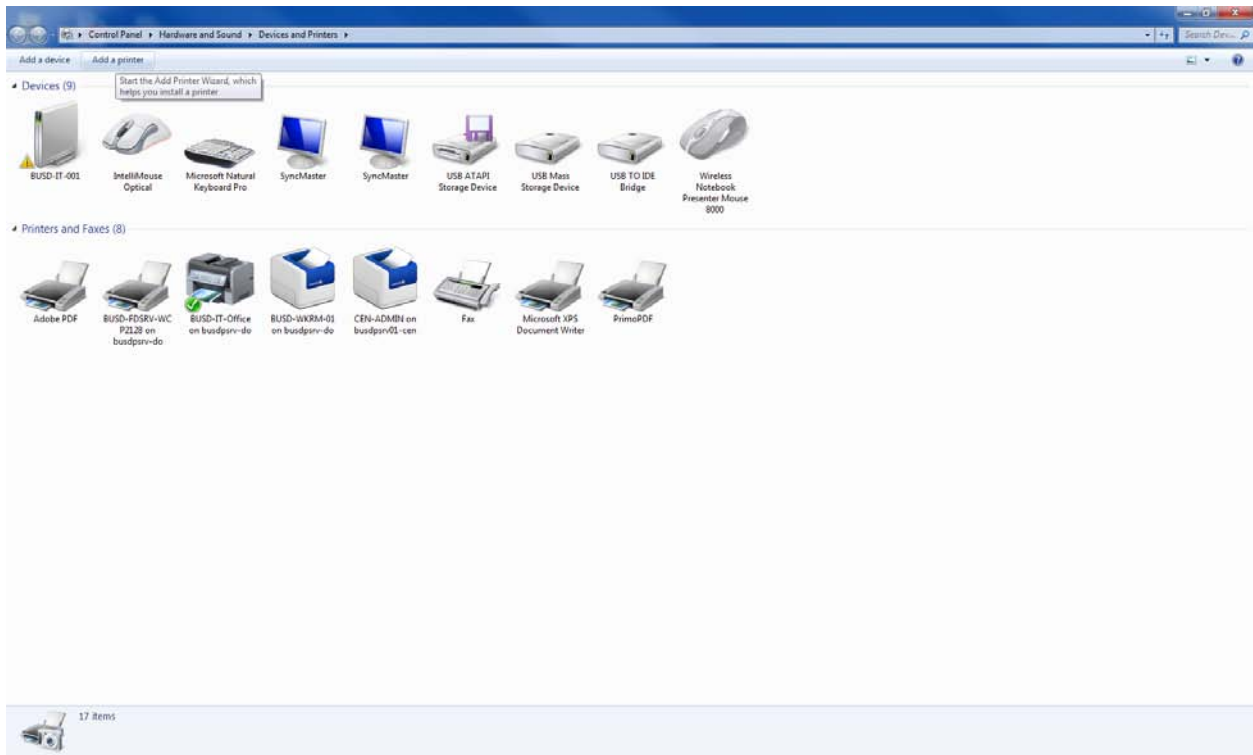 Control Panel ▸ Hardware and Sound ▸ Devices and Printers ▸
Search Dev...
Add a device Add a printer
Start the Add Printer Wizard, which
helps you install a printer
Devices (9)
BUSD-IT-001
IntelliMouse
Optical
Microsoft Natural
Keyboard Pro
SyncMaster
SyncMaster
USB ATAPI
Storage Device
USB Mass
Storage Device
USB TO IDE
Bridge
Wireless
Notebook
Presenter Mouse
8000
Printers and Faxes (8)
Adobe PDF
BUSD-FDSRV-WC
P2128 on
busdpsrv-do
BUSD-IT-Office
on busdpsrv-do
BUSD-WKRM-01
on busdpsrv-do
CEN-ADMIN on
busdpsrv01-cen
Fax
Microsoft XPS
Document Writer
PrimoPDF
17 items